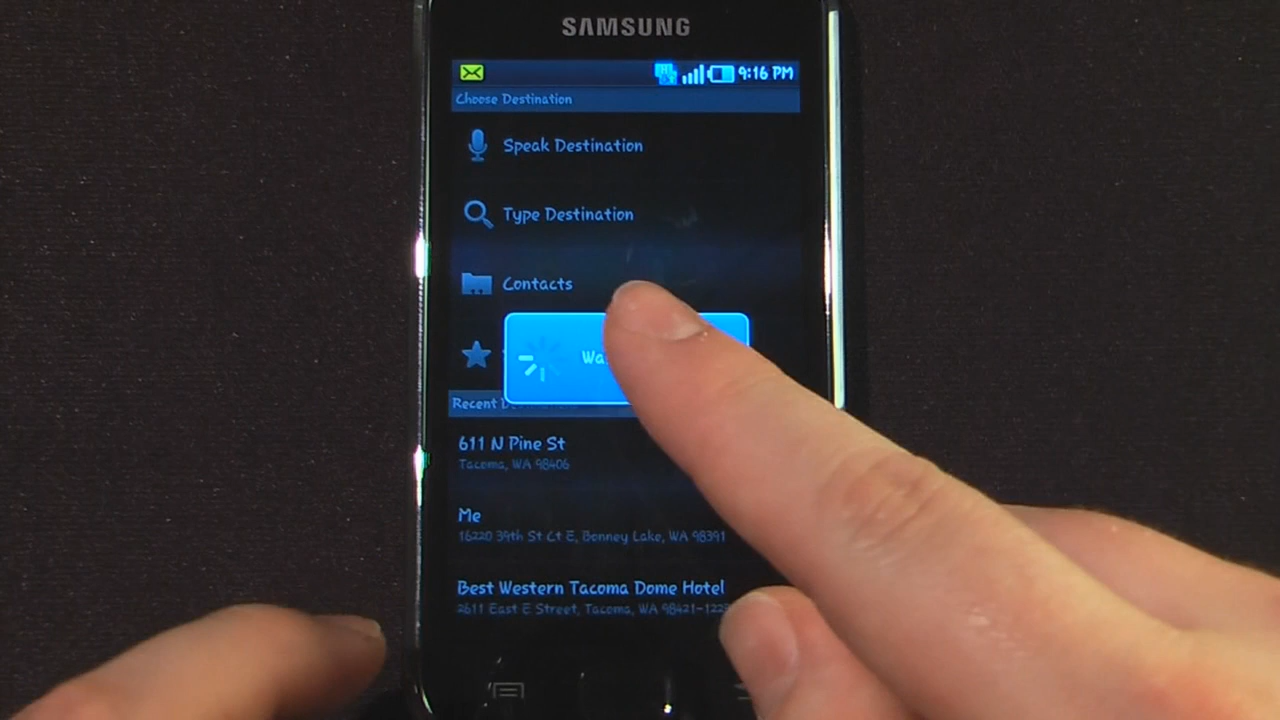 SAMSUNG
9:16 PM
Choose Destination
Speak Destination
Type Destination
Contacts
Recent
611 N Pine St
Tacoma, WA 98406
Me
16220 39th St Ct E, Bonney Lake, WA 98391
Best Western Tacoma Dome Hotel
2611 East E Street, Tacoma, WA 98421-122